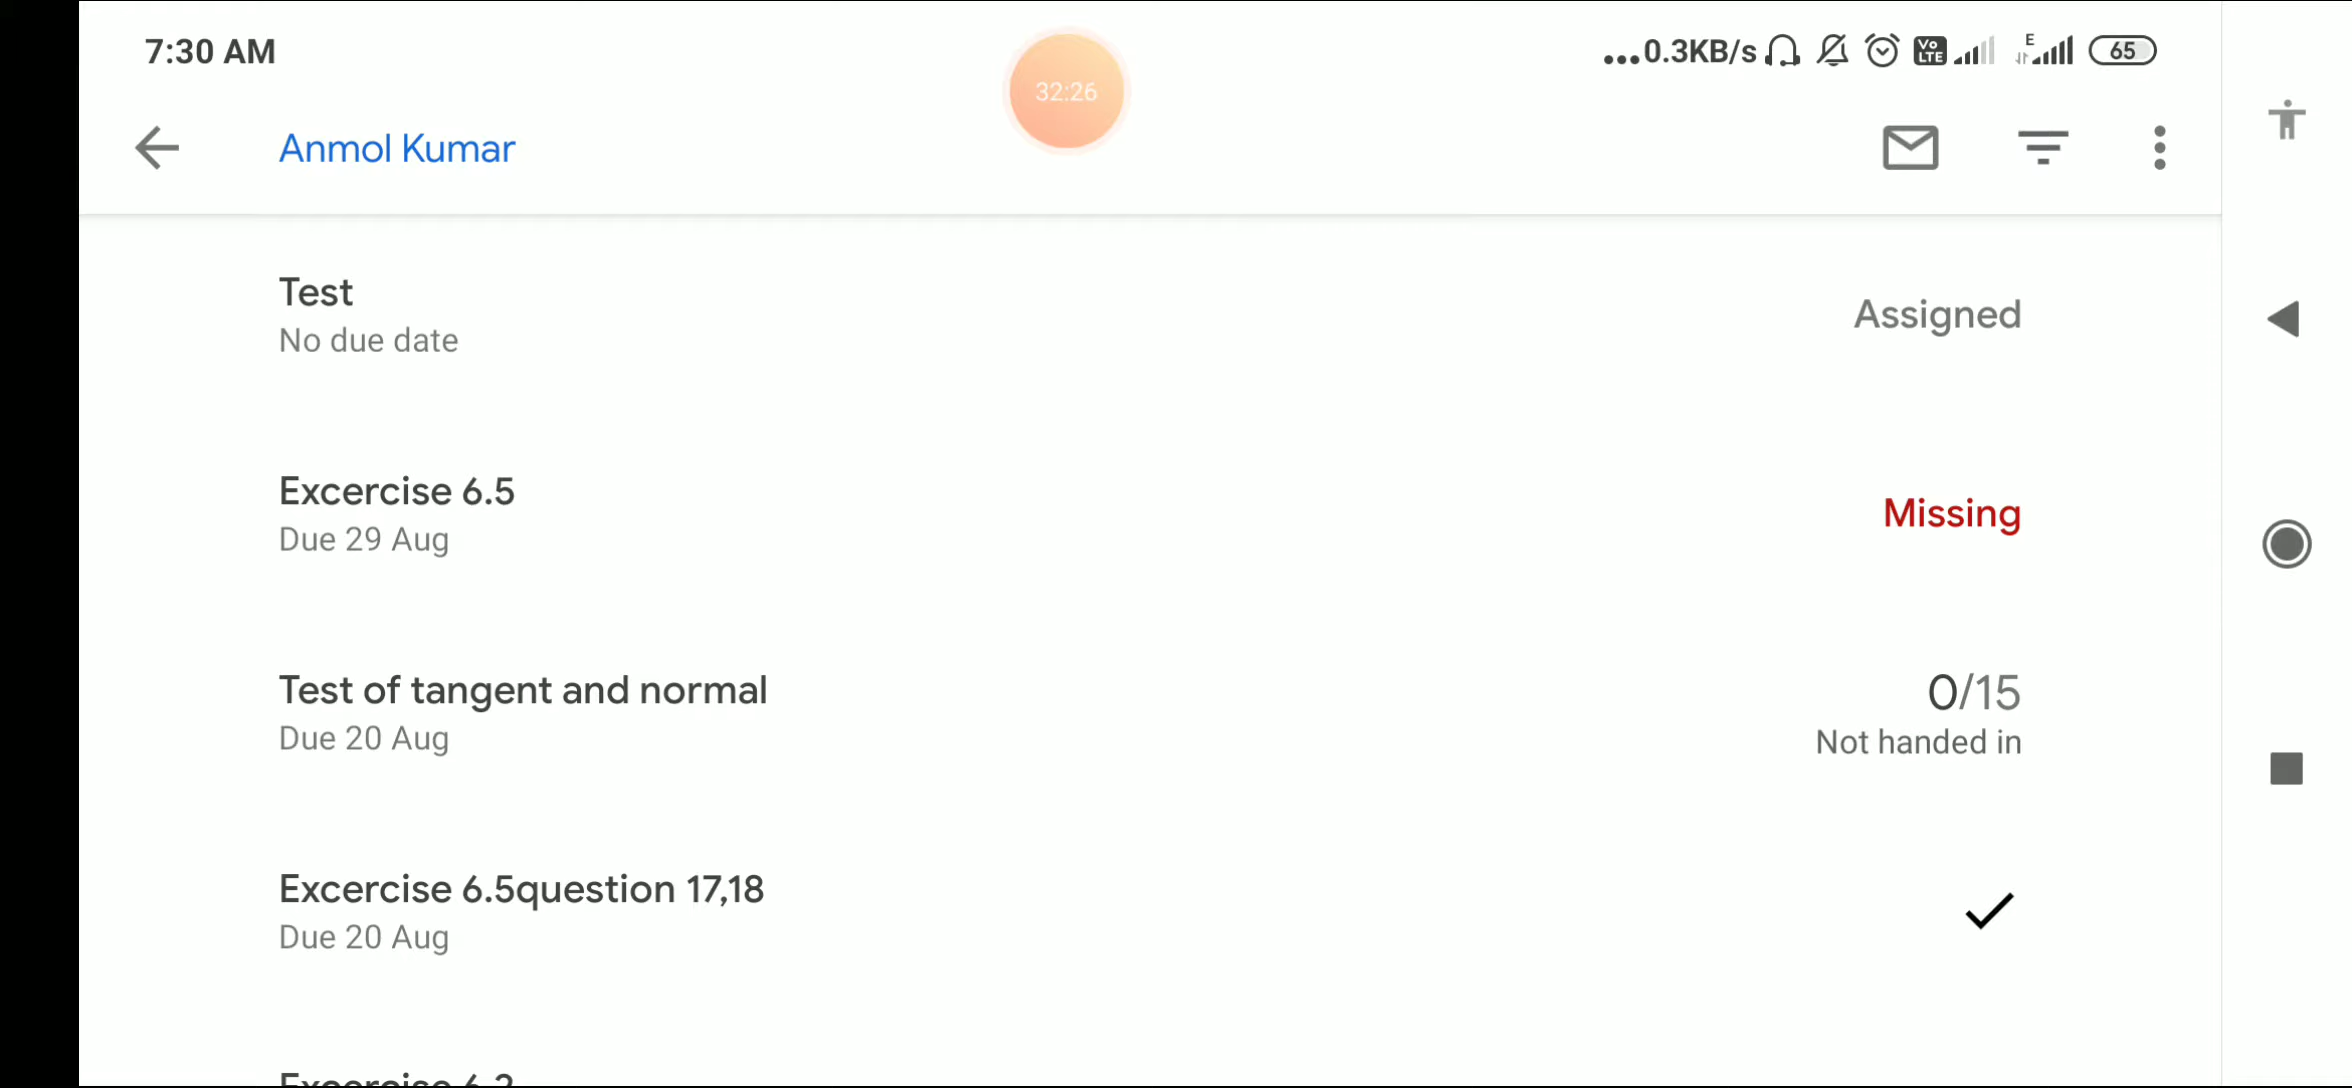 7:30 AM
32:26
...0.3KB/s
Vo LTE
E
65
Anmol Kumar
Test
No due date
Assigned
Excercise 6.5
Due 29 Aug
Missing
Test of tangent and normal
Due 20 Aug
0/15
Not handed in
Excercise 6.5question 17,18
Due 20 Aug